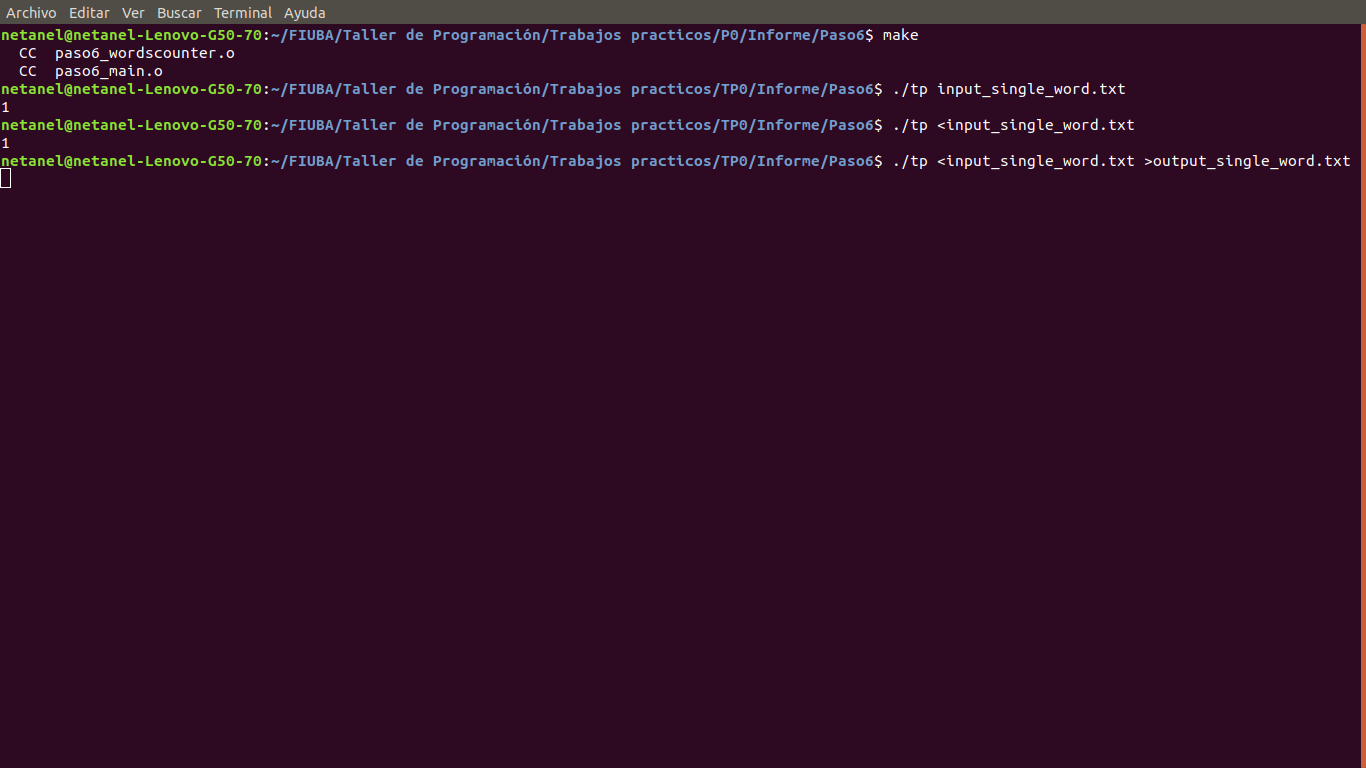 Archivo Editar Ver Buscar Terminal Ayuda
netanel@netanel-Lenovo-G50-70:~/FIUBA/Taller de Programación/Trabajos practicos/P0/Informe/Paso6$ make
  CC  paso6_wordscounter.o
  CC  paso6_main.o
netanel@netanel-Lenovo-G50-70:~/FIUBA/Taller de Programación/Trabajos practicos/TP0/Informe/Paso6$ ./tp input_single_word.txt
1
netanel@netanel-Lenovo-G50-70:~/FIUBA/Taller de Programación/Trabajos practicos/TP0/Informe/Paso6$ ./tp <input_single_word.txt
1
netanel@netanel-Lenovo-G50-70:~/FIUBA/Taller de Programación/Trabajos practicos/TP0/Informe/Paso6$ ./tp <input_single_word.txt >output_single_word.txt